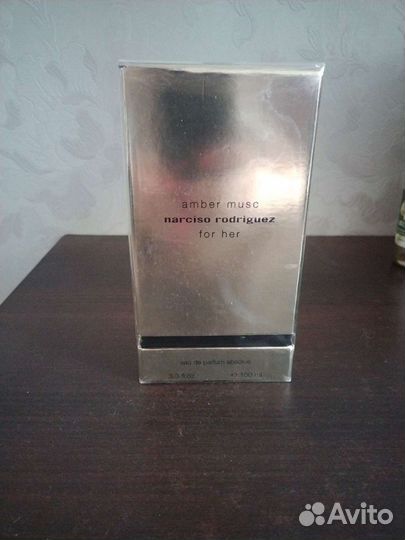 amber musc
narciso rodriguez
for her
eau de parfum absolue
Avito